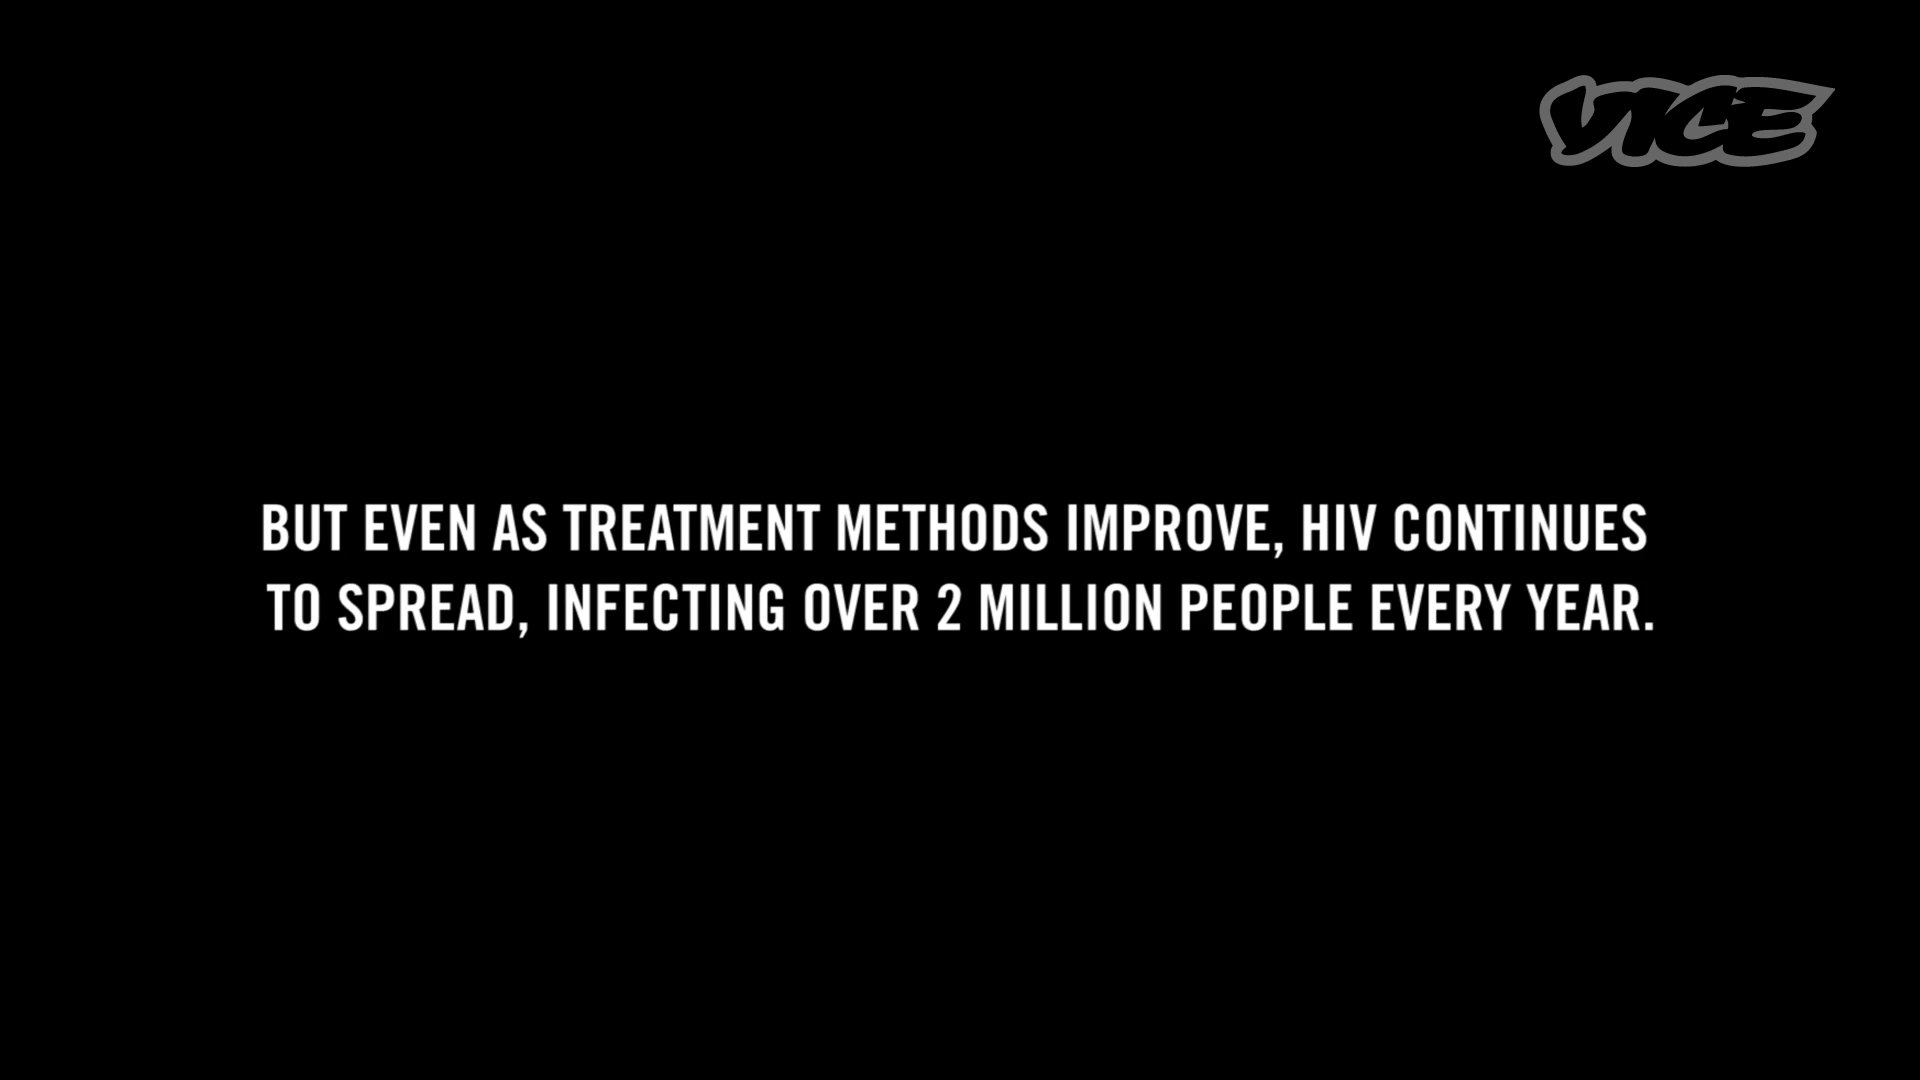 VICE
BUT EVEN AS TREATMENT METHODS IMPROVE, HIV CONTINUES
TO SPREAD, INFECTING OVER 2 MILLION PEOPLE EVERY YEAR.